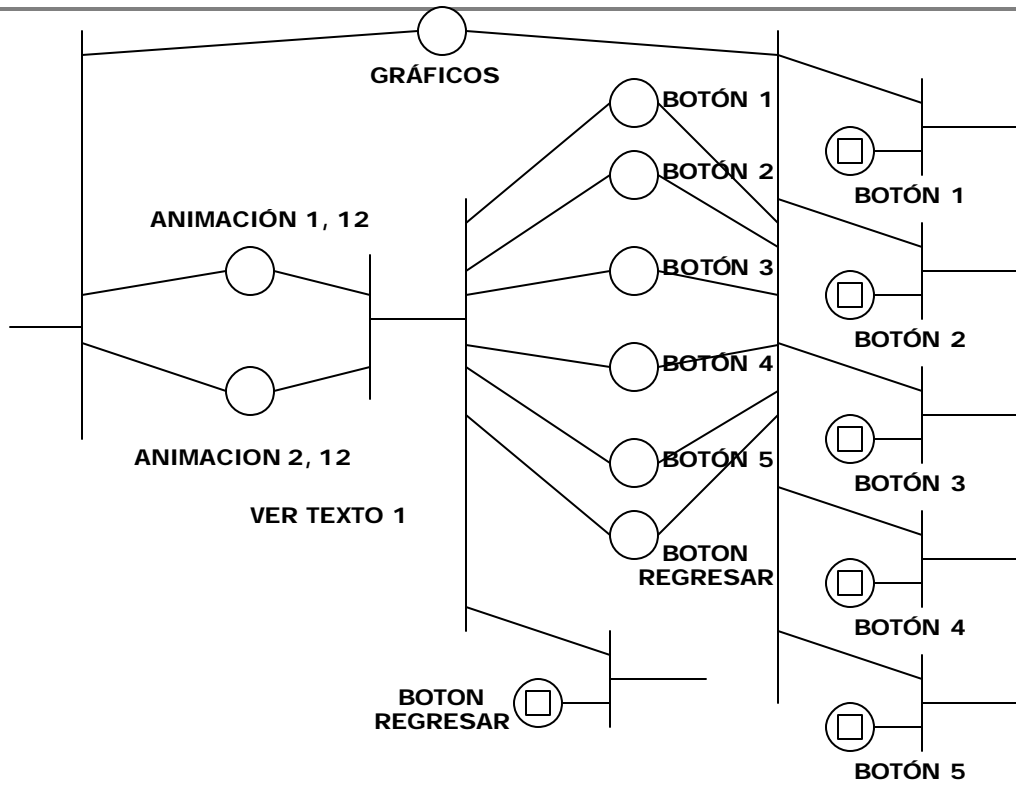 GRÁFICOS
BOTÓN 1
BOTÓN 2
ANIMACIÓN 1, 12
BOTÓN 1
BOTÓN 3
BOTÓN 2
BOTÓN 4
ANIMACION 2, 12
BOTÓN 5
BOTÓN 3
VER TEXTO 1
BOTON
REGRESAR
BOTÓN 4
BOTON
REGRESAR
BOTÓN 5